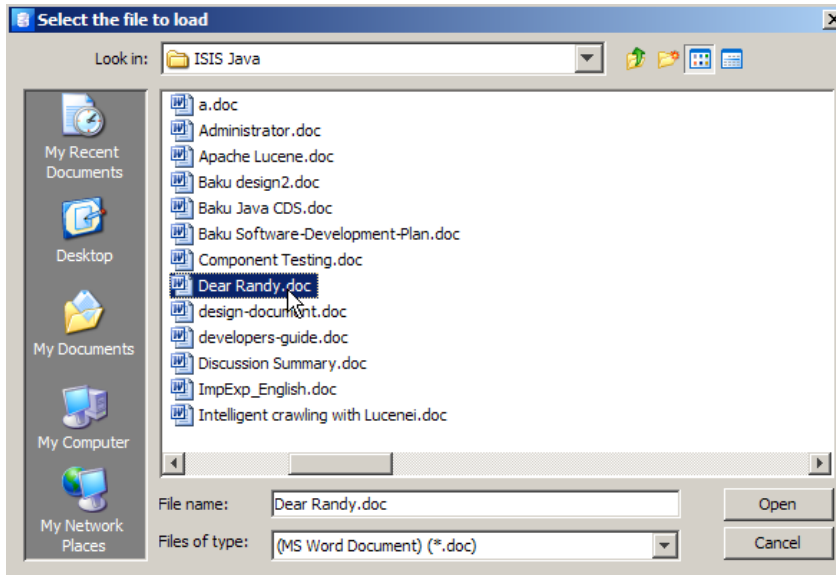 Select the file to load
Look in: ISIS Java
My Recent
Documents
Desktop
My Documents
My Computer
My Network
Places
a.doc
Administrator.doc
Apache Lucene.doc
Baku design2.doc
Baku Java CDS.doc
Baku Software-Development-Plan.doc
Component Testing.doc
Dear Randy.doc
design-document.doc
developers-guide.doc
Discussion Summary.doc
ImpExp_English.doc
Intelligent crawling with Lucenei.doc
File name: Dear Randy.doc Open
Files of type: (MS Word Document) (*.doc) Cancel